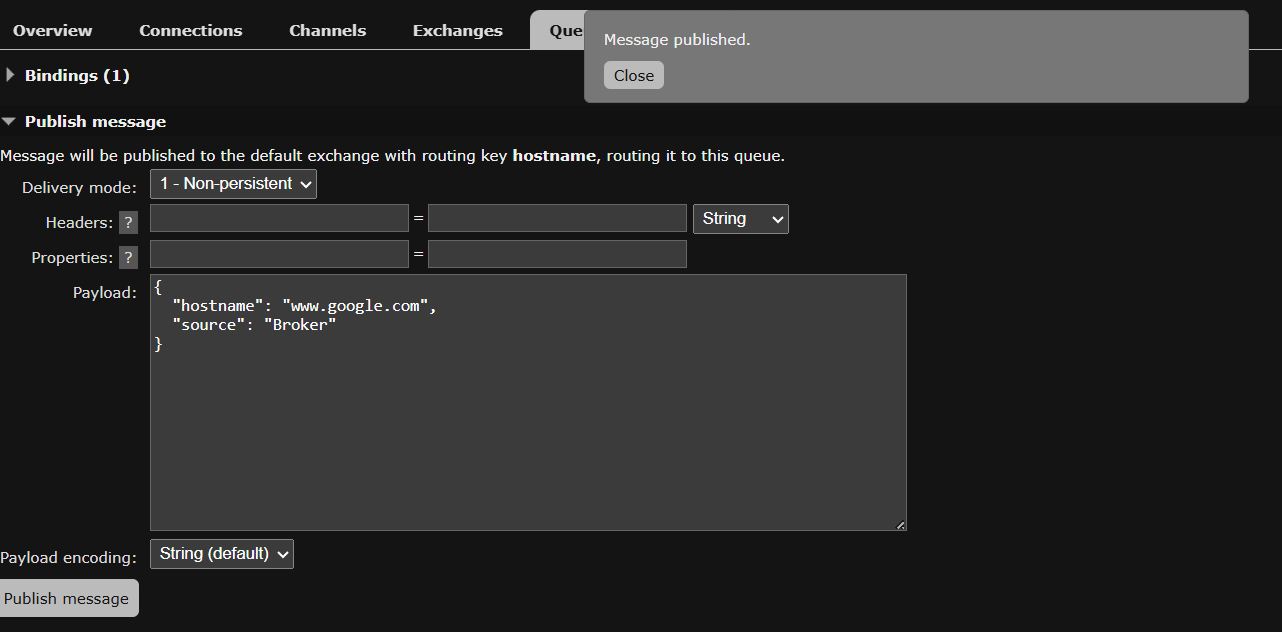 Overview Connections Channels Exchanges Que
Message published.
Close
Bindings (1)
Publish message
Message will be published to the default exchange with routing key hostname, routing it to this queue.
Delivery mode: 1 - Non-persistent
Headers: ? = String
Properties: ? =
Payload: {
"hostname": "www.google.com",
"source": "Broker"
}
Payload encoding: String (default)
Publish message